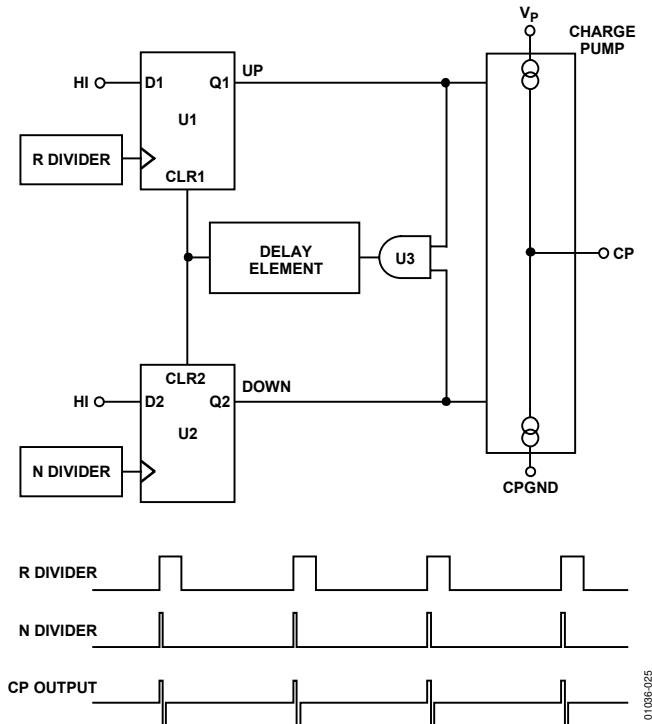 VP
CHARGE
PUMP
HI
D1
Q1
UP
U1
R DIVIDER
CLR1
DELAY
ELEMENT
U3
CP
CLR2
DOWN
HI
D2
Q2
U2
N DIVIDER
CPGND
R DIVIDER
N DIVIDER
CP OUTPUT
01036-025